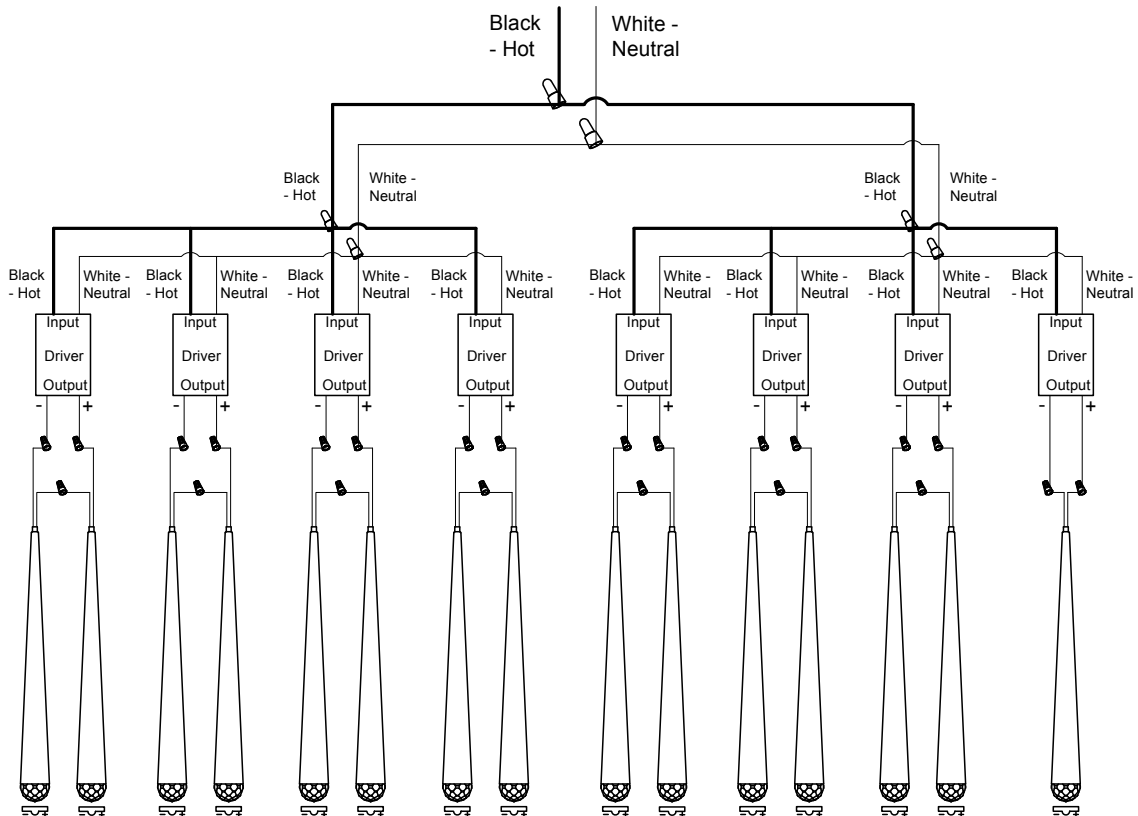 Black
- Hot
White -
Neutral
Black
- Hot
White -
Neutral
Black
- Hot
White -
Neutral
Black
- Hot
White -
Neutral
Black
- Hot
White -
Neutral
Black
- Hot
White -
Neutral
Black
- Hot
White -
Neutral
Black
- Hot
White -
Neutral
Black
- Hot
White -
Neutral
Black
- Hot
White -
Neutral
Black
- Hot
White -
Neutral
Input
Driver
Output
- +
Input
Driver
Output
- +
Input
Driver
Output
- +
Input
Driver
Output
- +
Input
Driver
Output
- +
Input
Driver
Output
- +
Input
Driver
Output
- +
Input
Driver
Output
- +